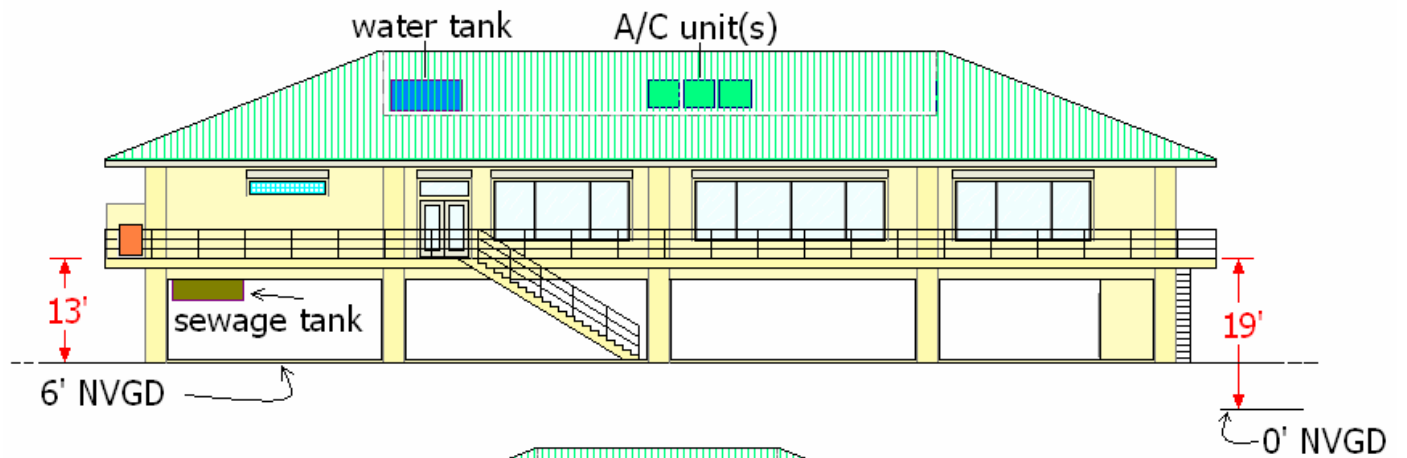 water tank
A/C unit(s)
13'
sewage tank
19'
6' NVGD
0' NVGD